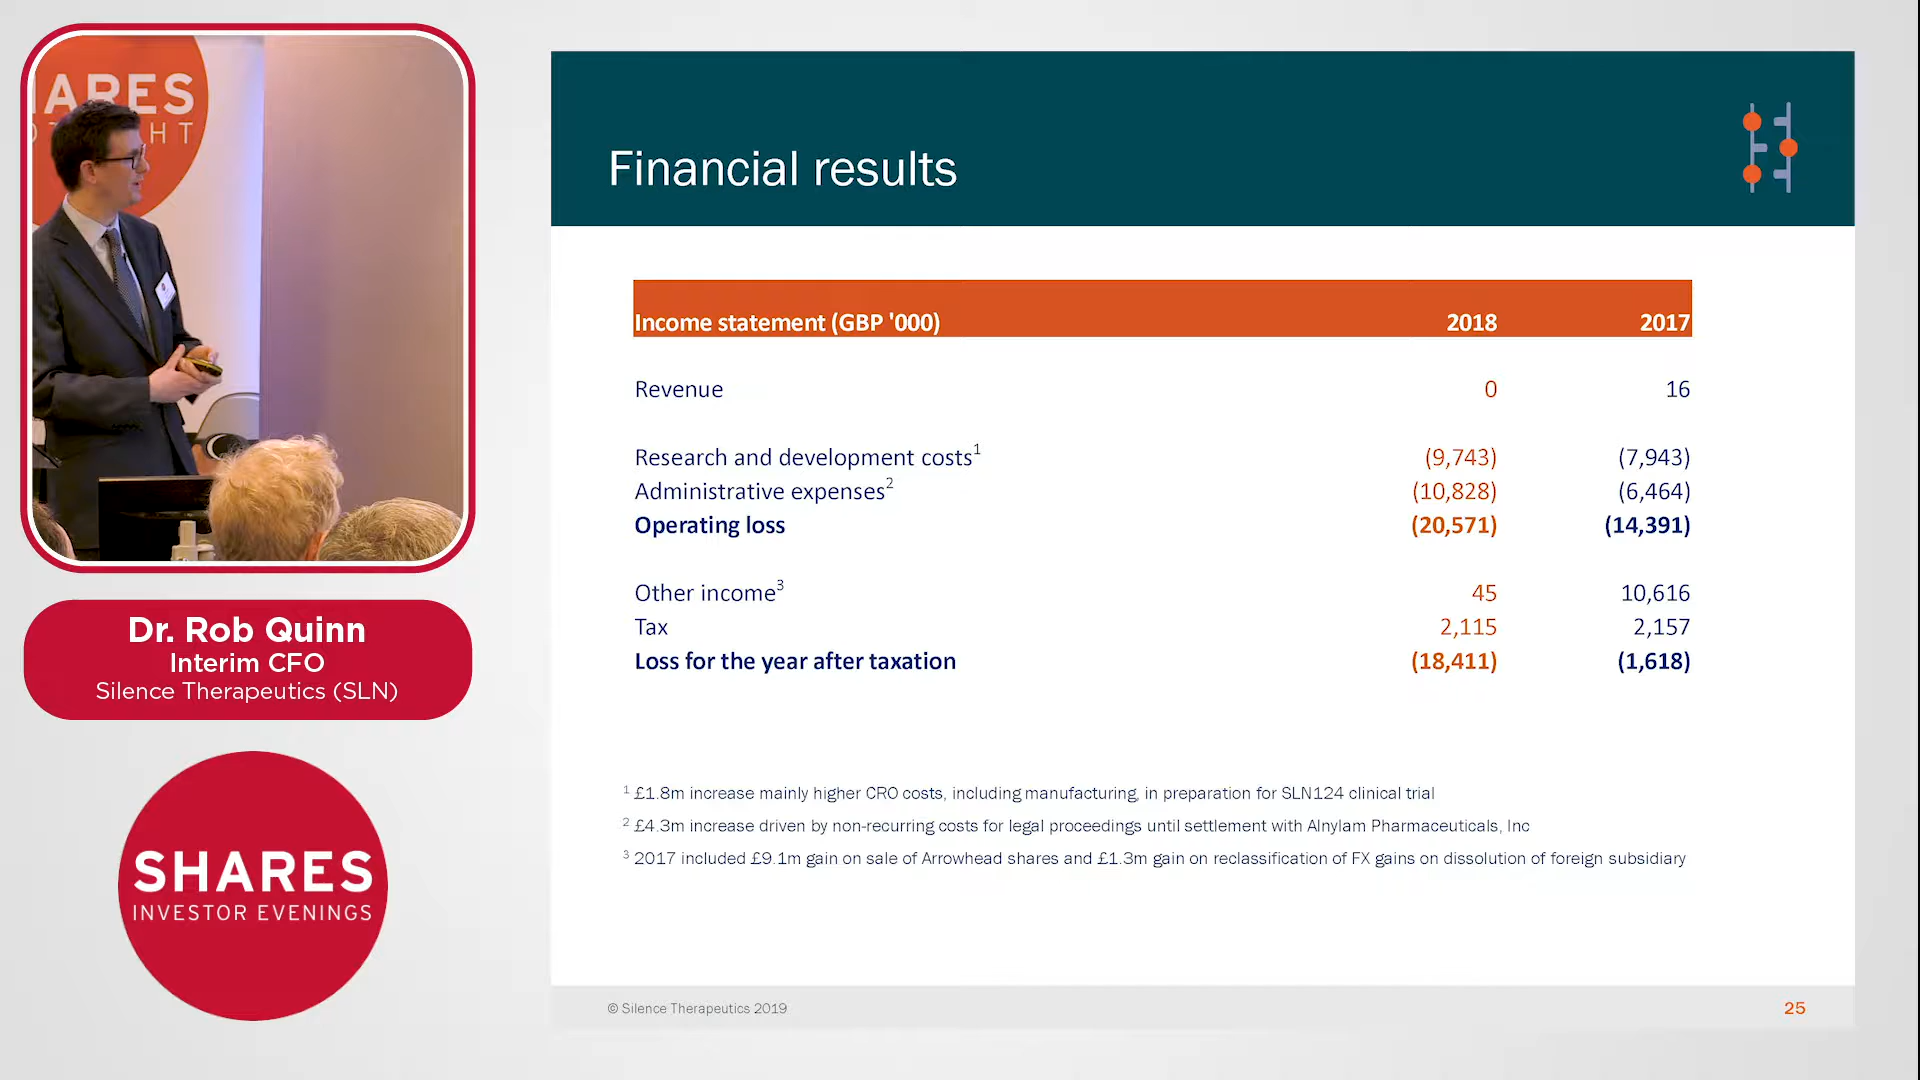 ARES
HT
Dr. Rob Quinn
Interim CFO
Silence Therapeutics (SLN)
SHARES
INVESTOR EVENINGS
Financial results
Income statement (GBP '000) 2018 2017
Revenue 0 16
Research and development costs¹ (9,743) (7,943)
Administrative expenses² (10,828) (6,464)
Operating loss (20,571) (14,391)
Other income³ 45 10,616
Tax 2,115 2,157
Loss for the year after taxation (18,411) (1,618)
¹ £1.8m increase mainly higher CRO costs, including manufacturing, in preparation for SLN124 clinical trial
² £4.3m increase driven by non-recurring costs for legal proceedings until settlement with Alnylam Pharmaceuticals, Inc
³ 2017 included £9.1m gain on sale of Arrowhead shares and £1.3m gain on reclassification of FX gains on dissolution of foreign subsidiary
© Silence Therapeutics 2019
25